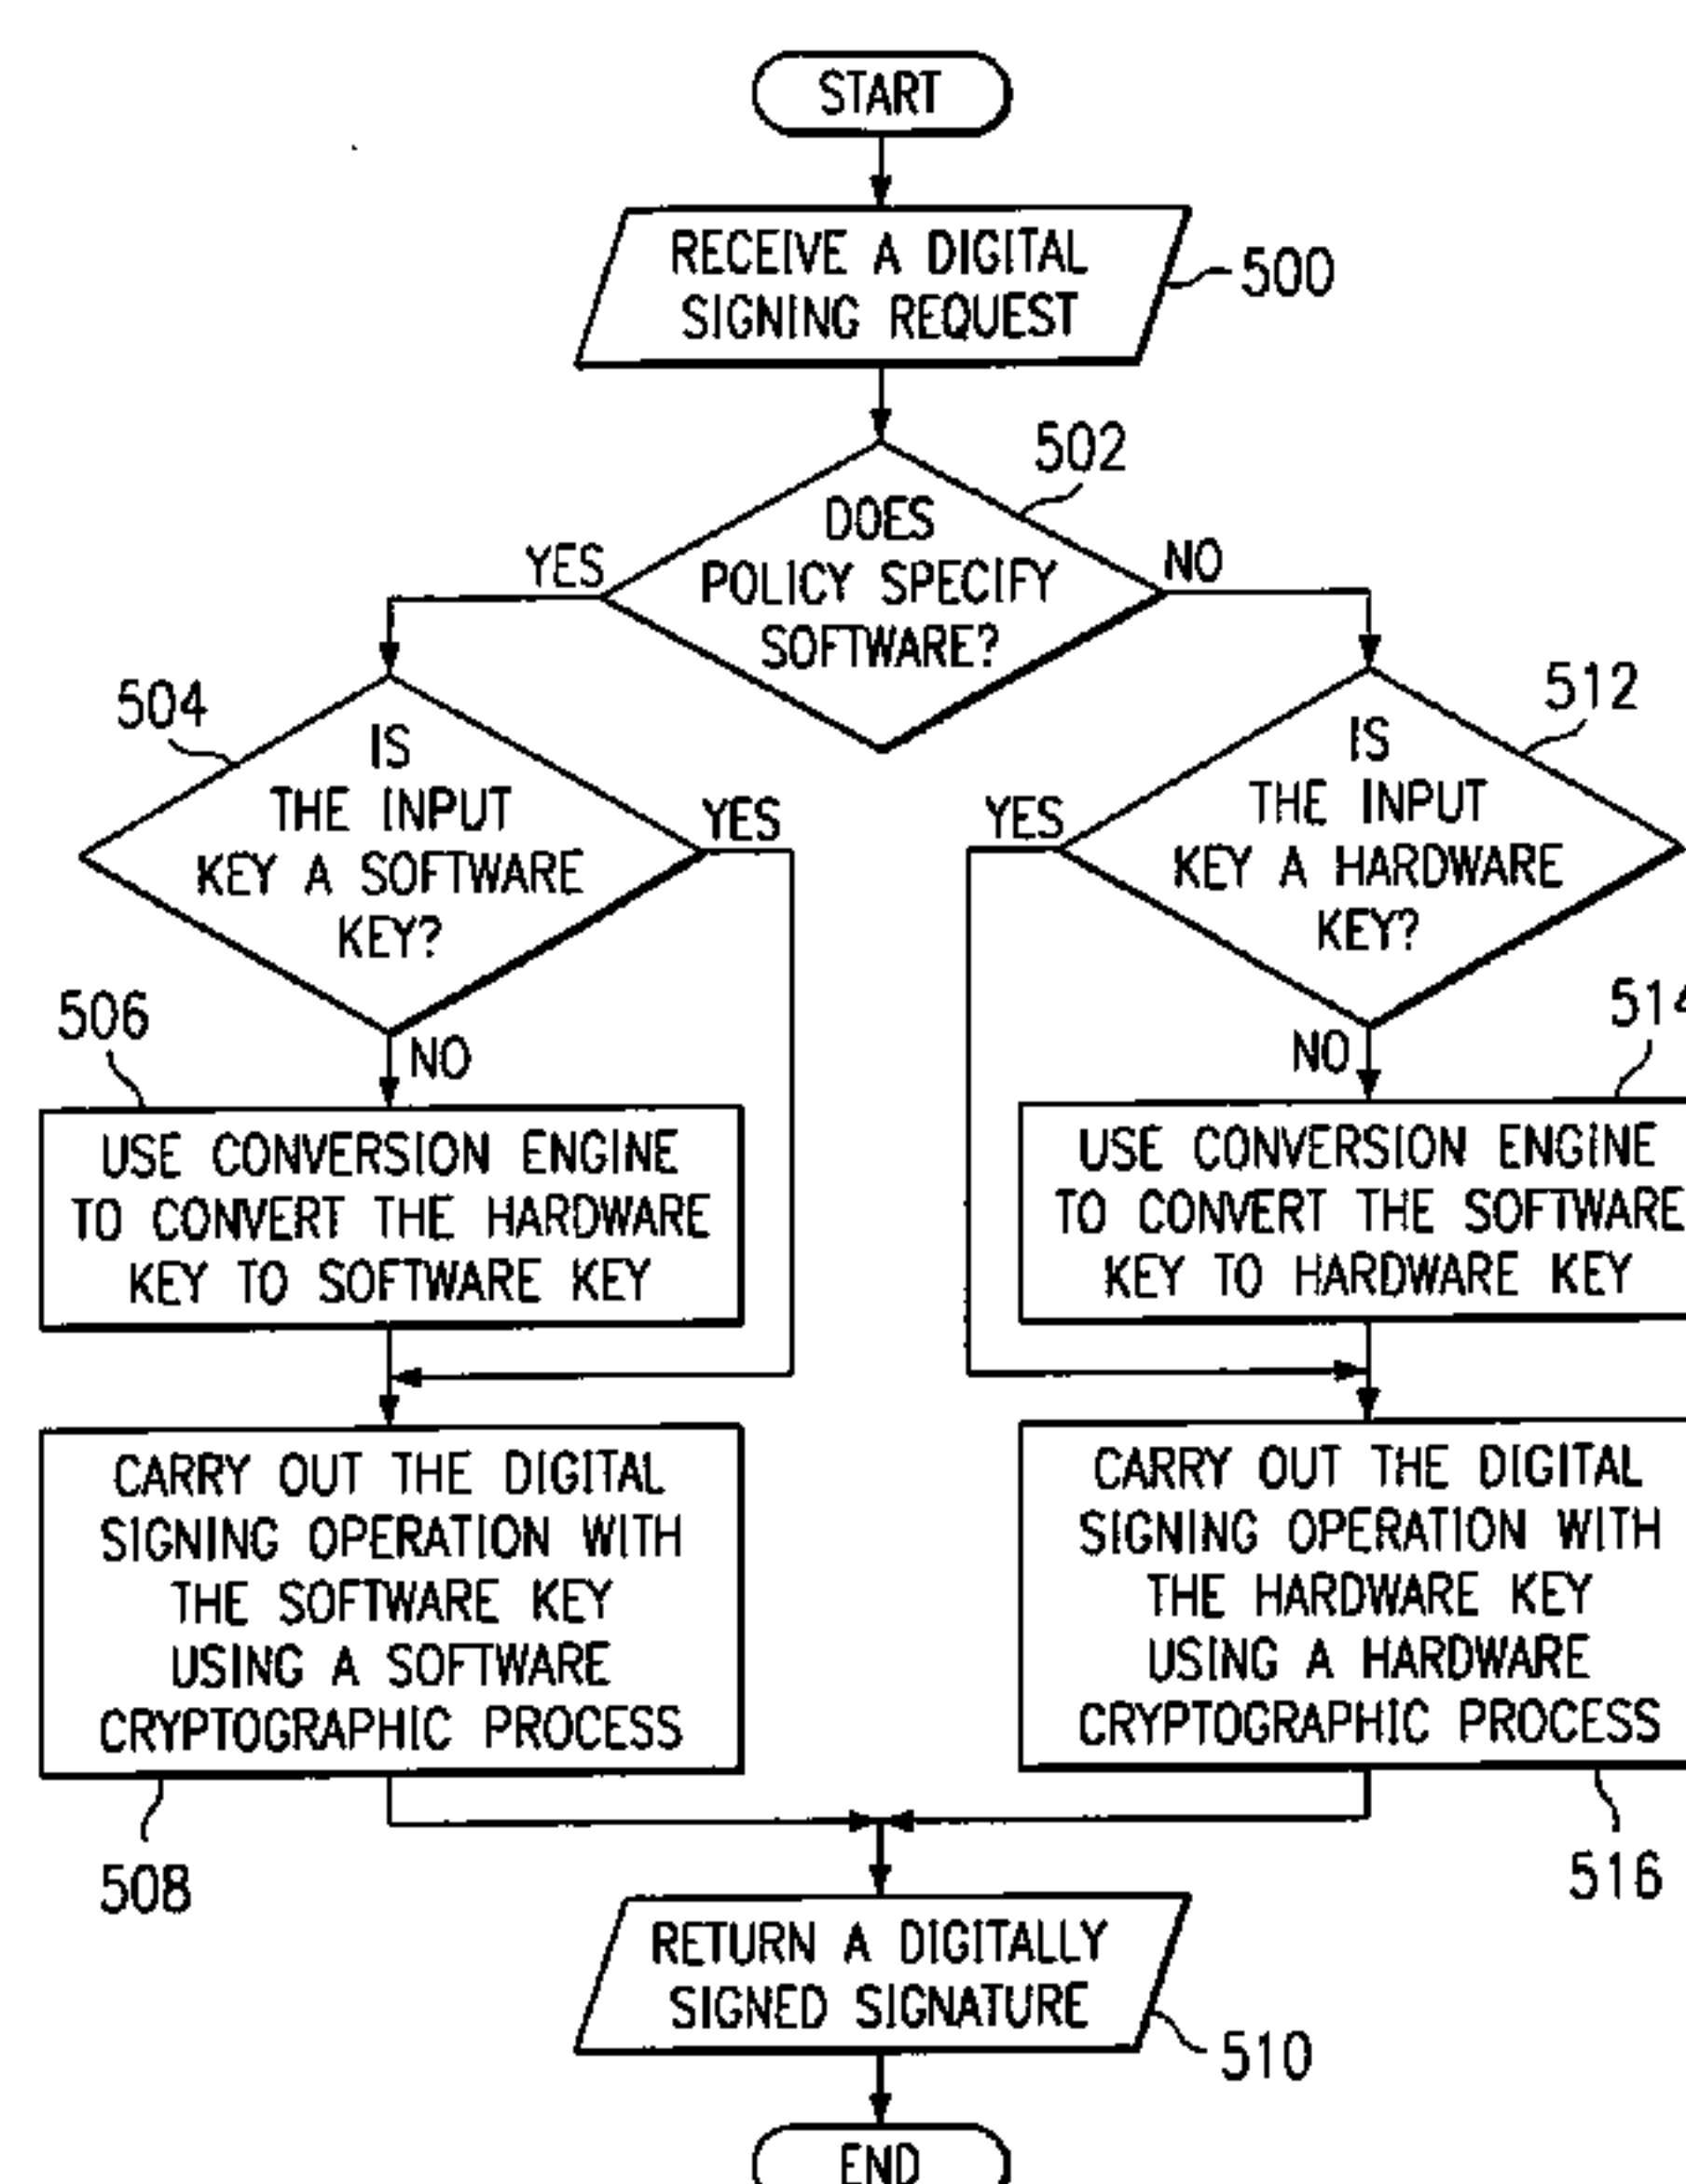 START
RECEIVE A DIGITAL
SIGNING REQUEST
500
502
DOES
POLICY SPECIFY
SOFTWARE?
YES
NO
504
IS
THE INPUT
KEY A SOFTWARE
KEY?
YES
NO
512
IS
THE INPUT
KEY A HARDWARE
KEY?
YES
NO
506
USE CONVERSION ENGINE
TO CONVERT THE HARDWARE
KEY TO SOFTWARE KEY
514
USE CONVERSION ENGINE
TO CONVERT THE SOFTWARE
KEY TO HARDWARE KEY
CARRY OUT THE DIGITAL
SIGNING OPERATION WITH
THE SOFTWARE KEY
USING A SOFTWARE
CRYPTOGRAPHIC PROCESS
508
CARRY OUT THE DIGITAL
SIGNING OPERATION WITH
THE HARDWARE KEY
USING A HARDWARE
CRYPTOGRAPHIC PROCESS
516
RETURN A DIGITALLY
SIGNED SIGNATURE
510
END